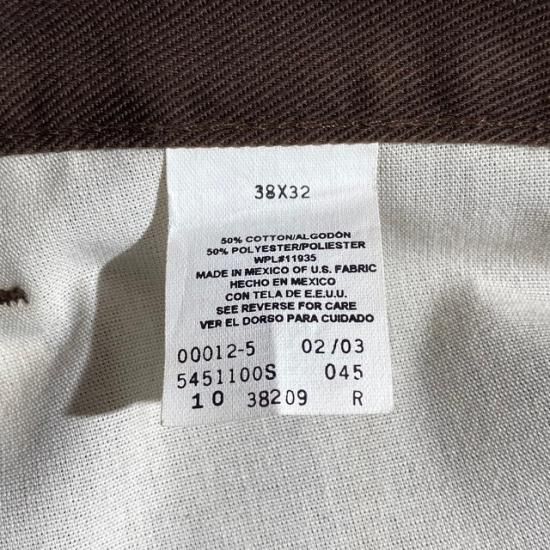 38X32
50% COTTON/ALGODÓN
50% POLYESTER/POLIESTER
WPL#11935
MADE IN MEXICO OF U.S. FABRIC
HECHO EN MEXICO
CON TELA DE E.E.U.U.
SEE REVERSE FOR CARE
VER EL DORSO PARA CUIDADO
00012-5 02/03
5451100S 045
10 38209 R